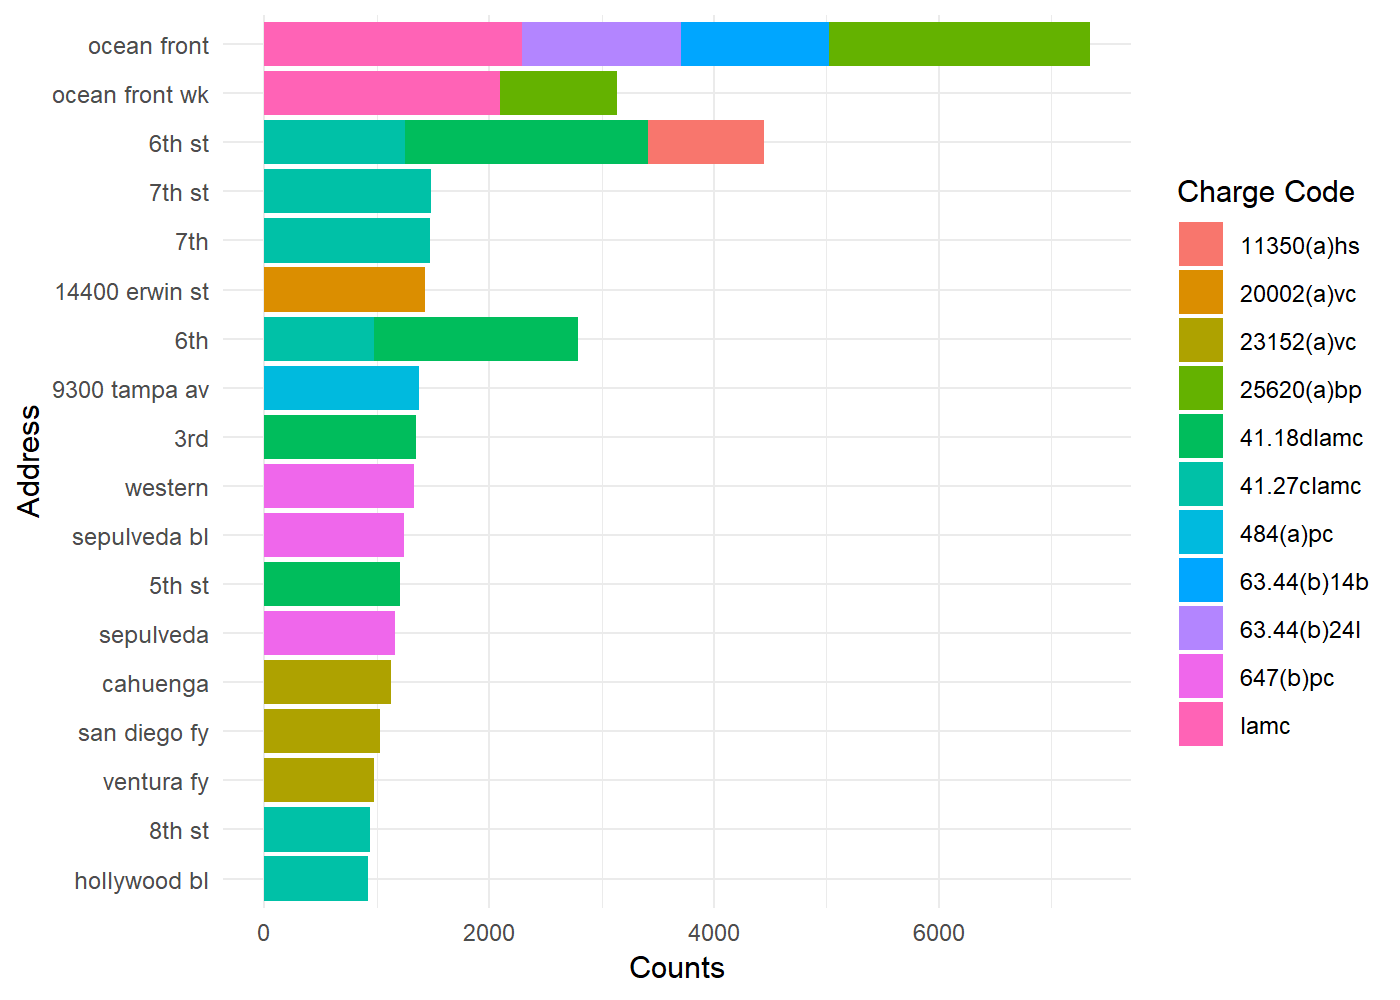 ocean front
ocean front wk
6th st
7th st
7th
14400 erwin st
6th
9300 tampa av
3rd
western
sepulveda bl
5th st
sepulveda
cahuenga
san diego fy
ventura fy
8th st
hollywood bl
Address
0 2000 4000 6000
Counts
Charge Code
11350(a)hs
20002(a)vc
23152(a)vc
25620(a)bp
41.18dlamc
41.27clamc
484(a)pc
63.44(b)14b
63.44(b)24l
647(b)pc
lamc